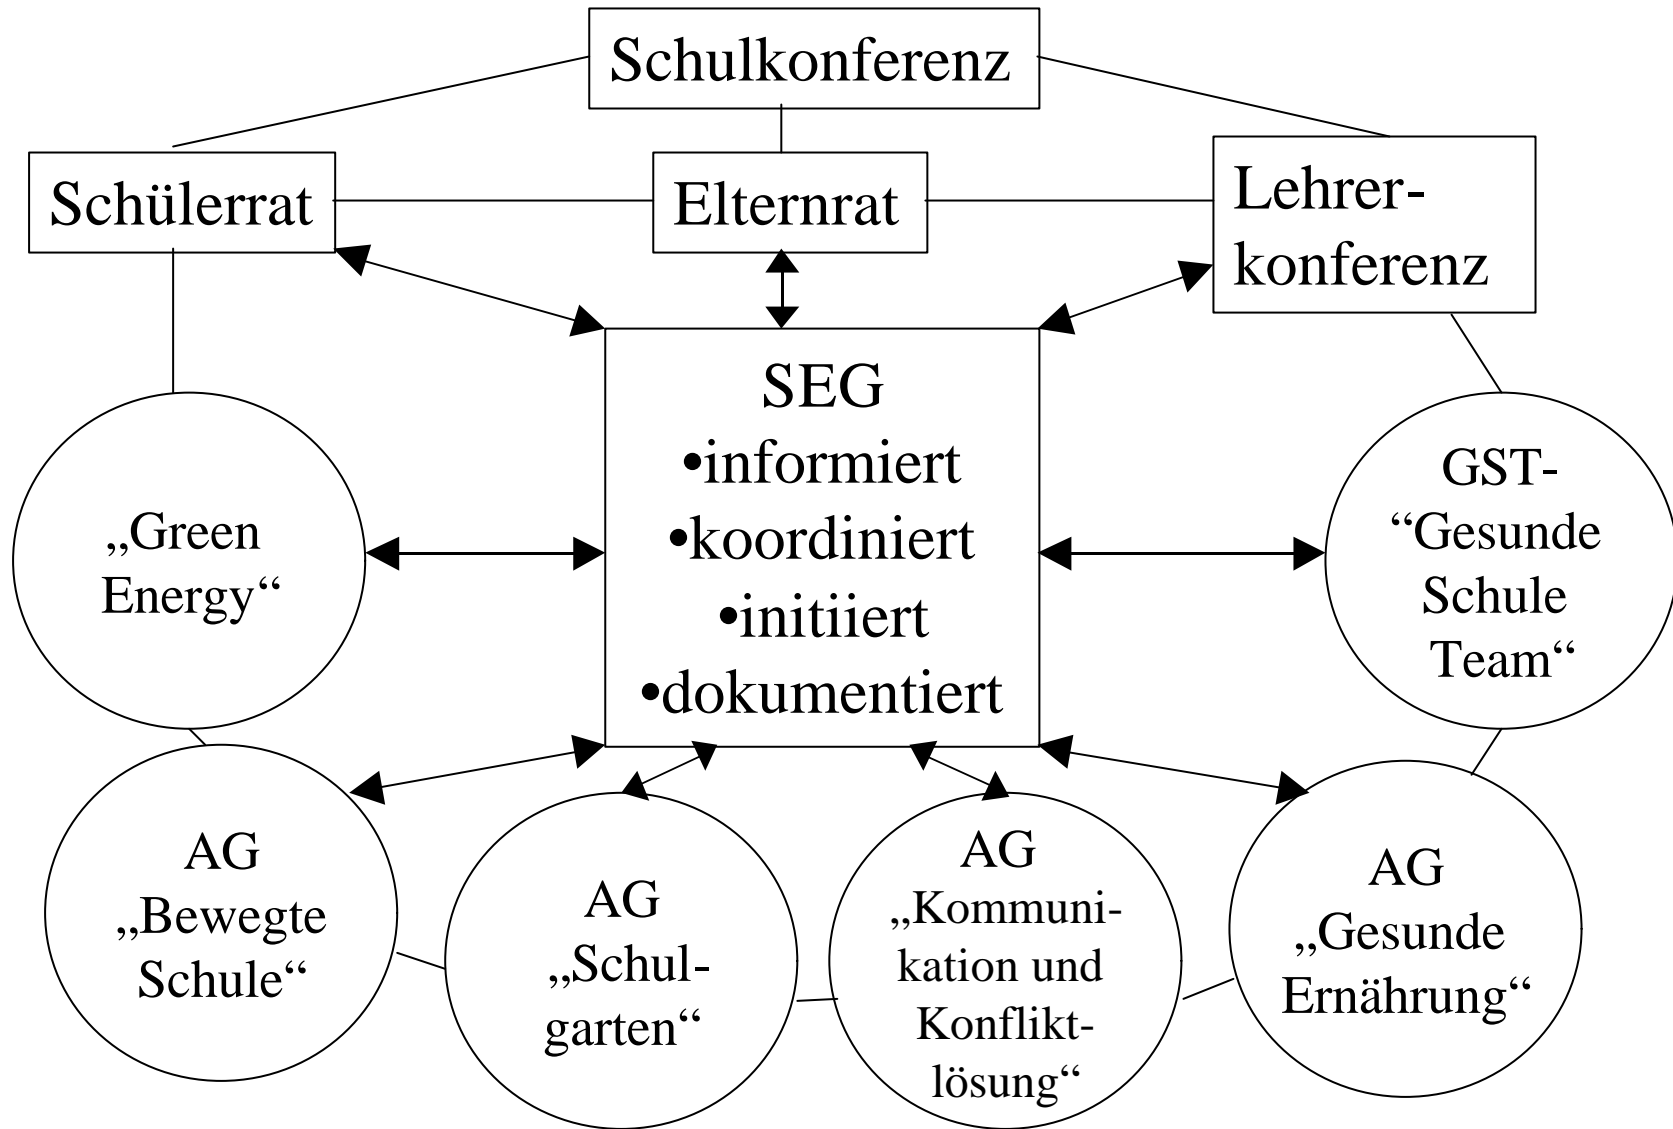 Schulkonferenz
Schülerrat
Elternrat
Lehrer-
konferenz
SEG
•informiert
•koordiniert
•initiiert
•dokumentiert
„Green
Energy“
GST-
“Gesunde
Schule
Team“
AG
„Bewegte
Schule“
AG
„Schul-
garten“
AG
„Kommuni-
kation und
Konflikt-
lösung“
AG
„Gesunde
Ernährung“